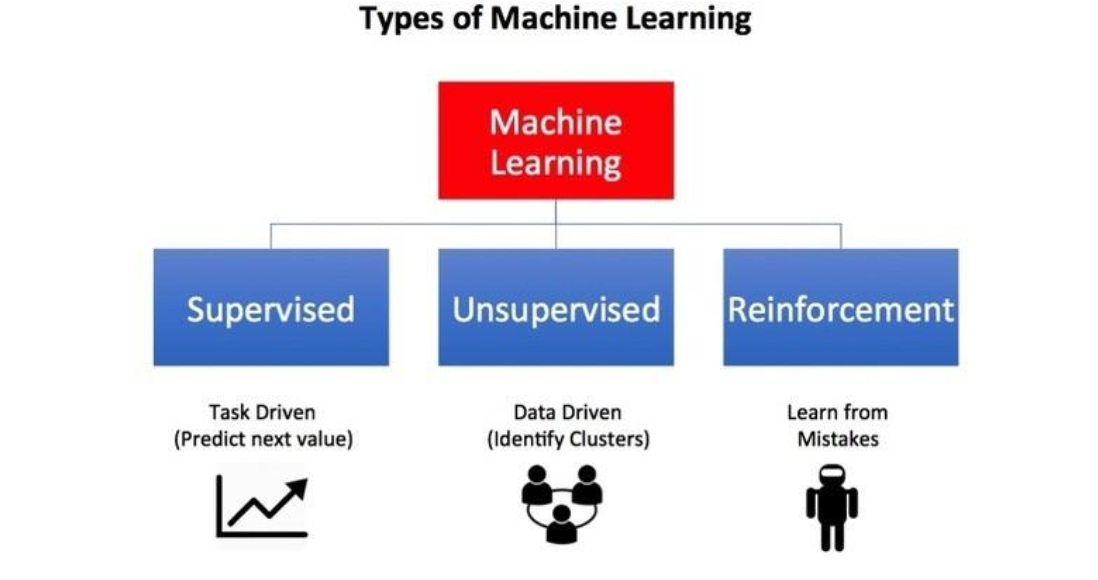 Types of Machine Learning
Machine
Learning
Supervised
Unsupervised
Reinforcement
Task Driven
(Predict next value)
Data Driven
(Identify Clusters)
Learn from
Mistakes